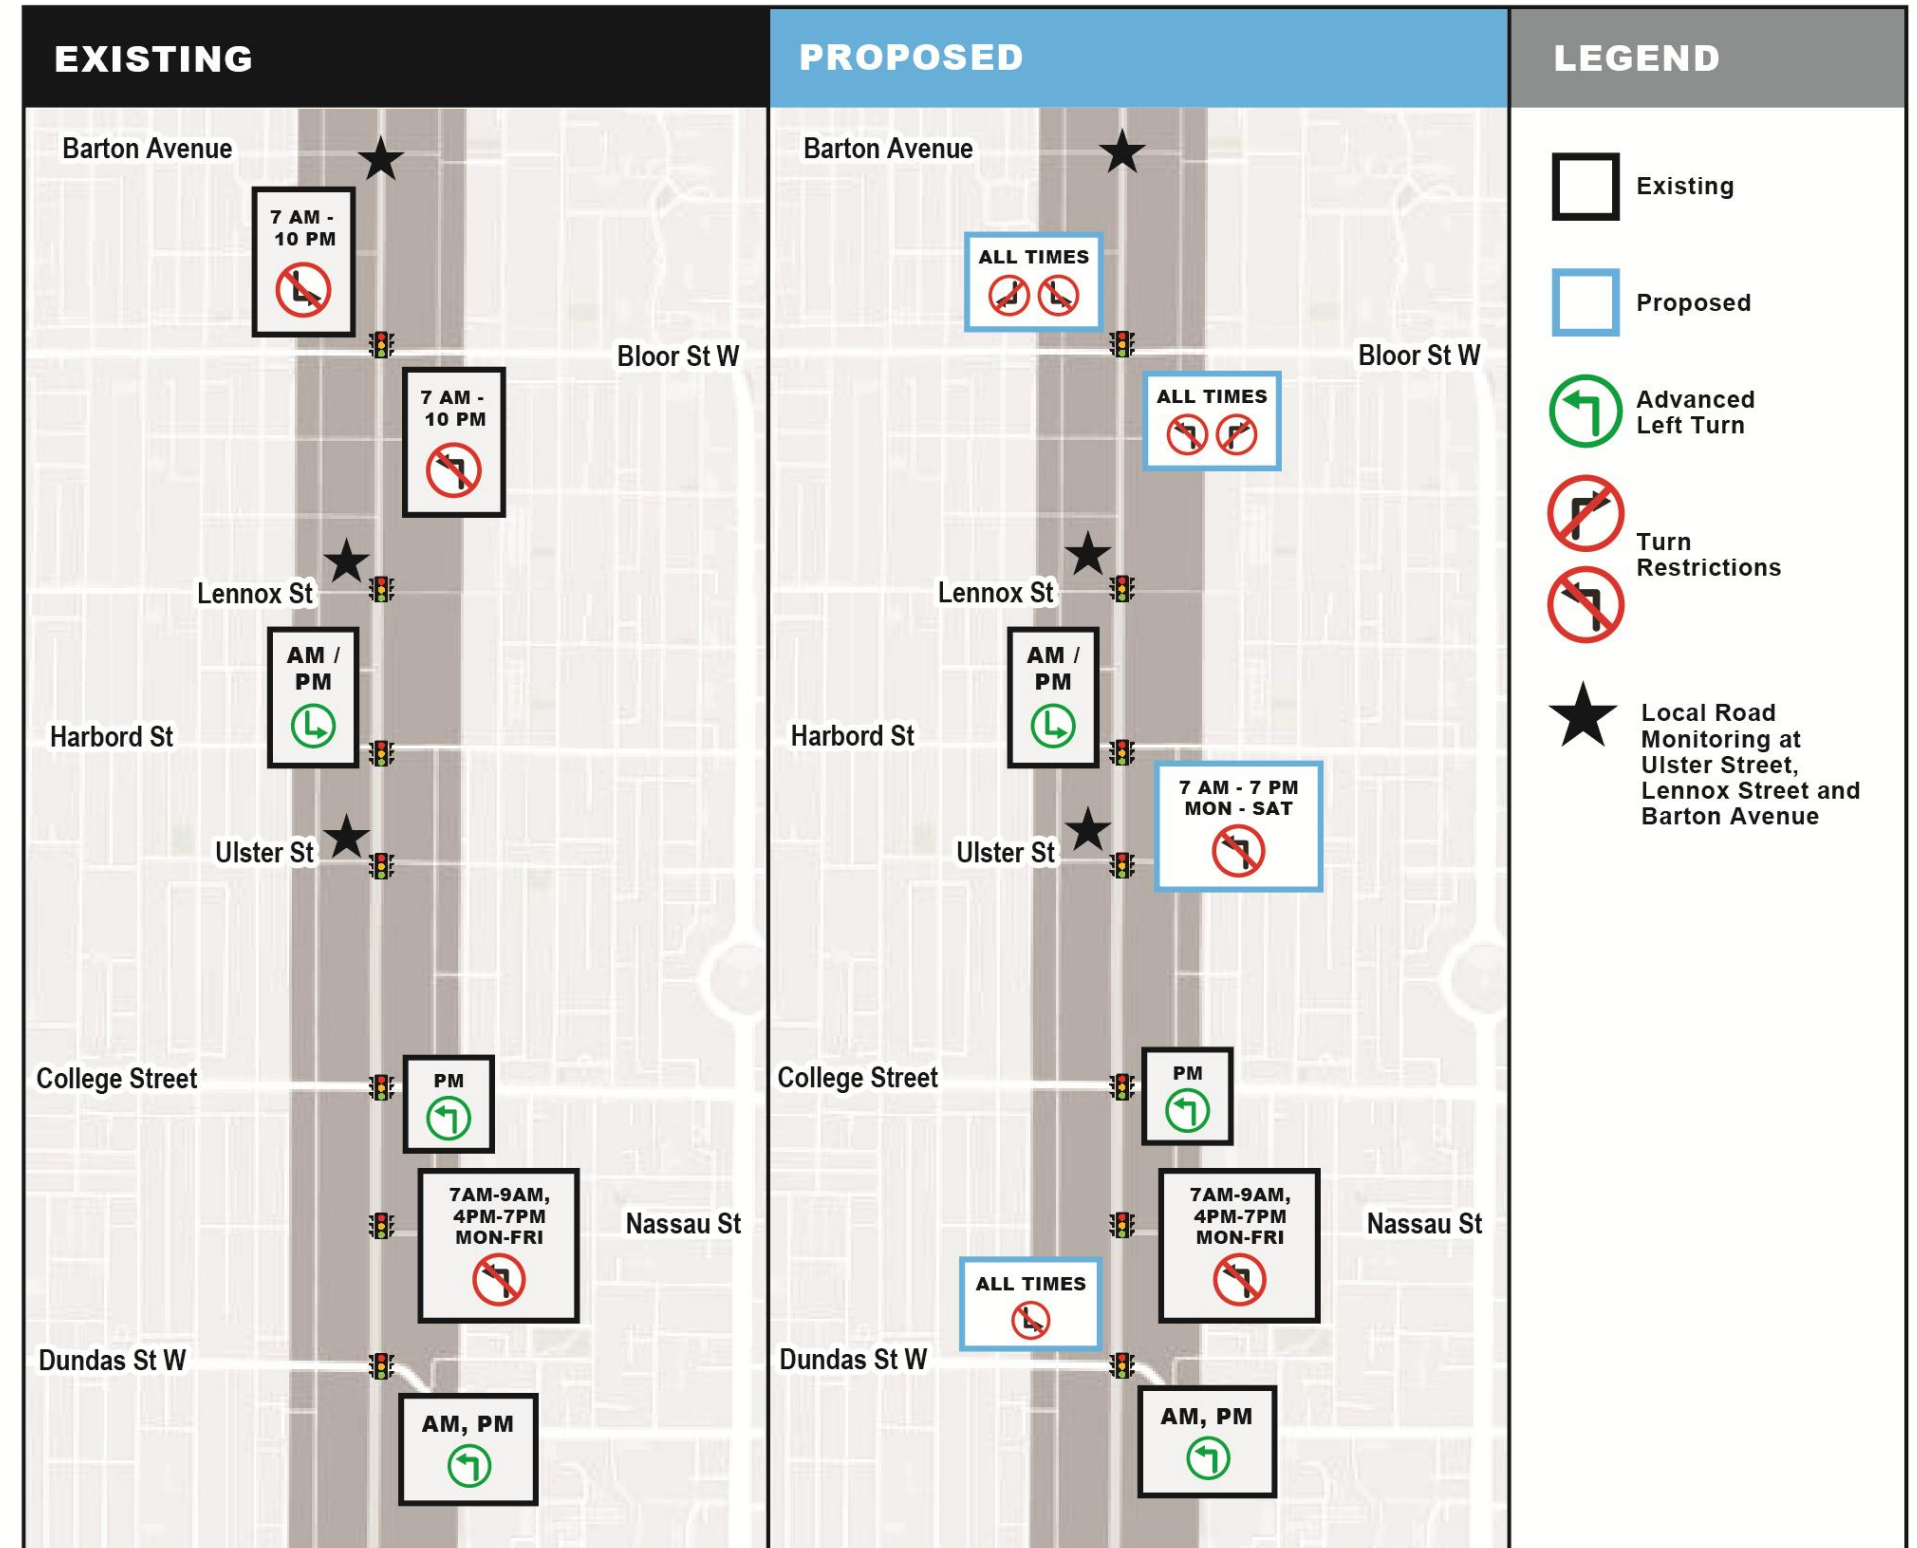 EXISTING
Barton Avenue
7 AM -
10 PM
Bloor St W
7 AM -
10 PM
Lennox St
AM /
PM
Harbord St
Ulster St
College Street
PM
7AM-9AM,
4PM-7PM
MON-FRI
Nassau St
Dundas St W
AM, PM
PROPOSED
Barton Avenue
ALL TIMES
Bloor St W
ALL TIMES
Lennox St
AM /
PM
Harbord St
7 AM - 7 PM
MON - SAT
Ulster St
College Street
PM
7AM-9AM,
4PM-7PM
MON-FRI
Nassau St
ALL TIMES
Dundas St W
AM, PM
LEGEND
Existing
Proposed
Advanced
Left Turn
Turn
Restrictions
Local Road
Monitoring at
Ulster Street,
Lennox Street and
Barton Avenue